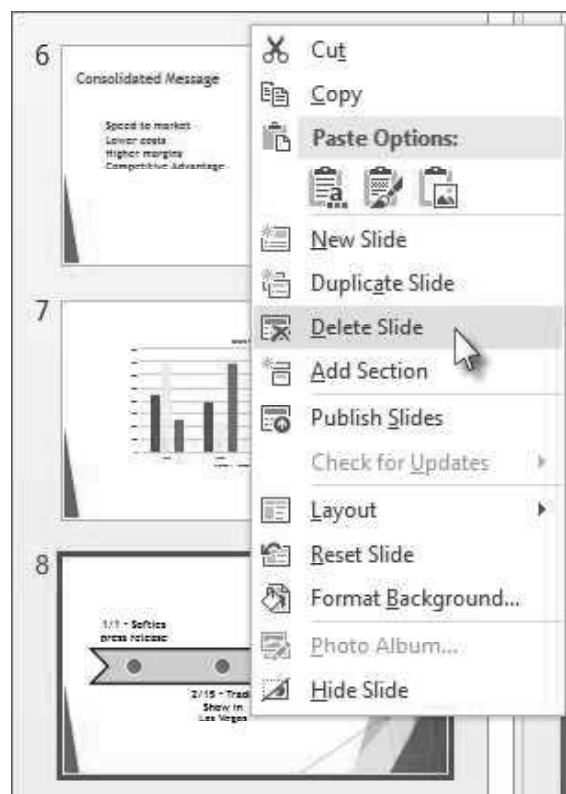 6
Consolidated Message
Speed to market
Lower costs
Higher margins
Competitive Advantage
7
8
1/1 - Softies
press release
2/15 - Trad
Show in
Las Vegas
Cut
Copy
Paste Options:
New Slide
Duplicate Slide
Delete Slide
Add Section
Publish Slides
Check for Updates
Layout
Reset Slide
Format Background...
Photo Album...
Hide Slide